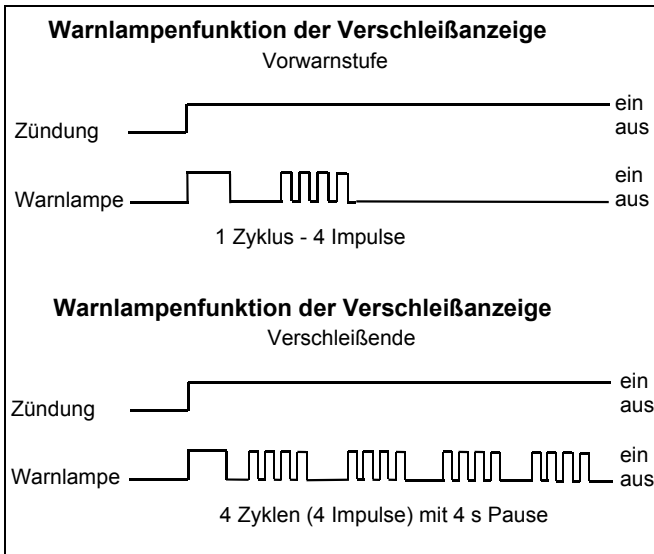 Warnlampenfunktion der Verschleißanzeige
Vorwarnstufe
ein
Zündung
aus
ein
Warnlampe
aus
1 Zyklus - 4 Impulse
Warnlampenfunktion der Verschleißanzeige
Verschleißende
ein
Zündung
aus
ein
Warnlampe
aus
4 Zyklen (4 Impulse) mit 4 s Pause